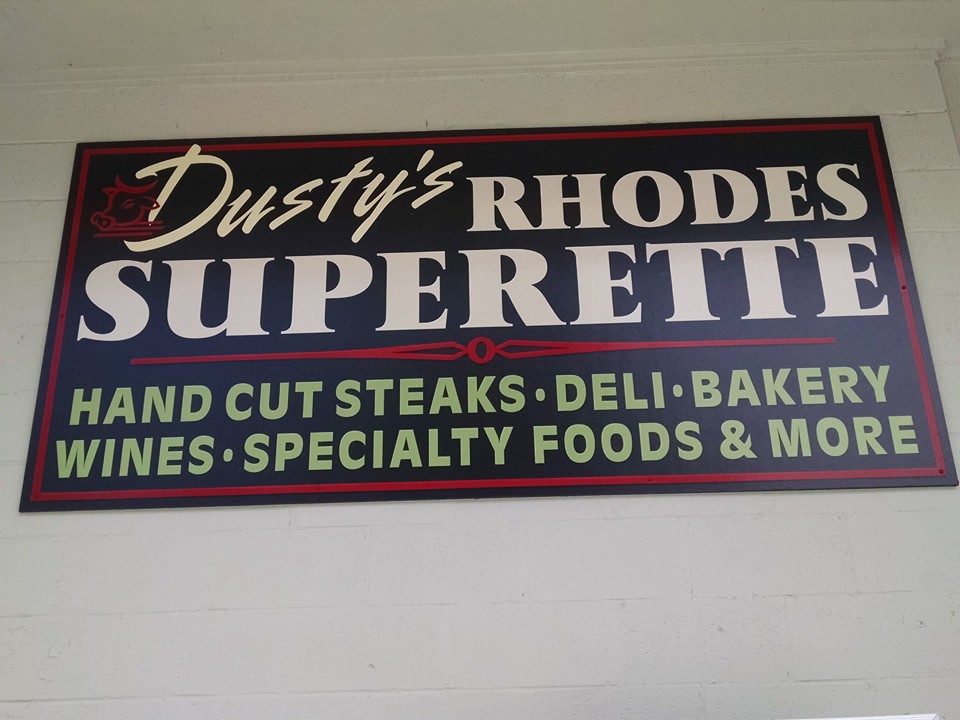 Dusty's RHODES
SUPERETTE
HAND CUT STEAKS · DELI · BAKERY
WINES · SPECIALTY FOODS & MORE